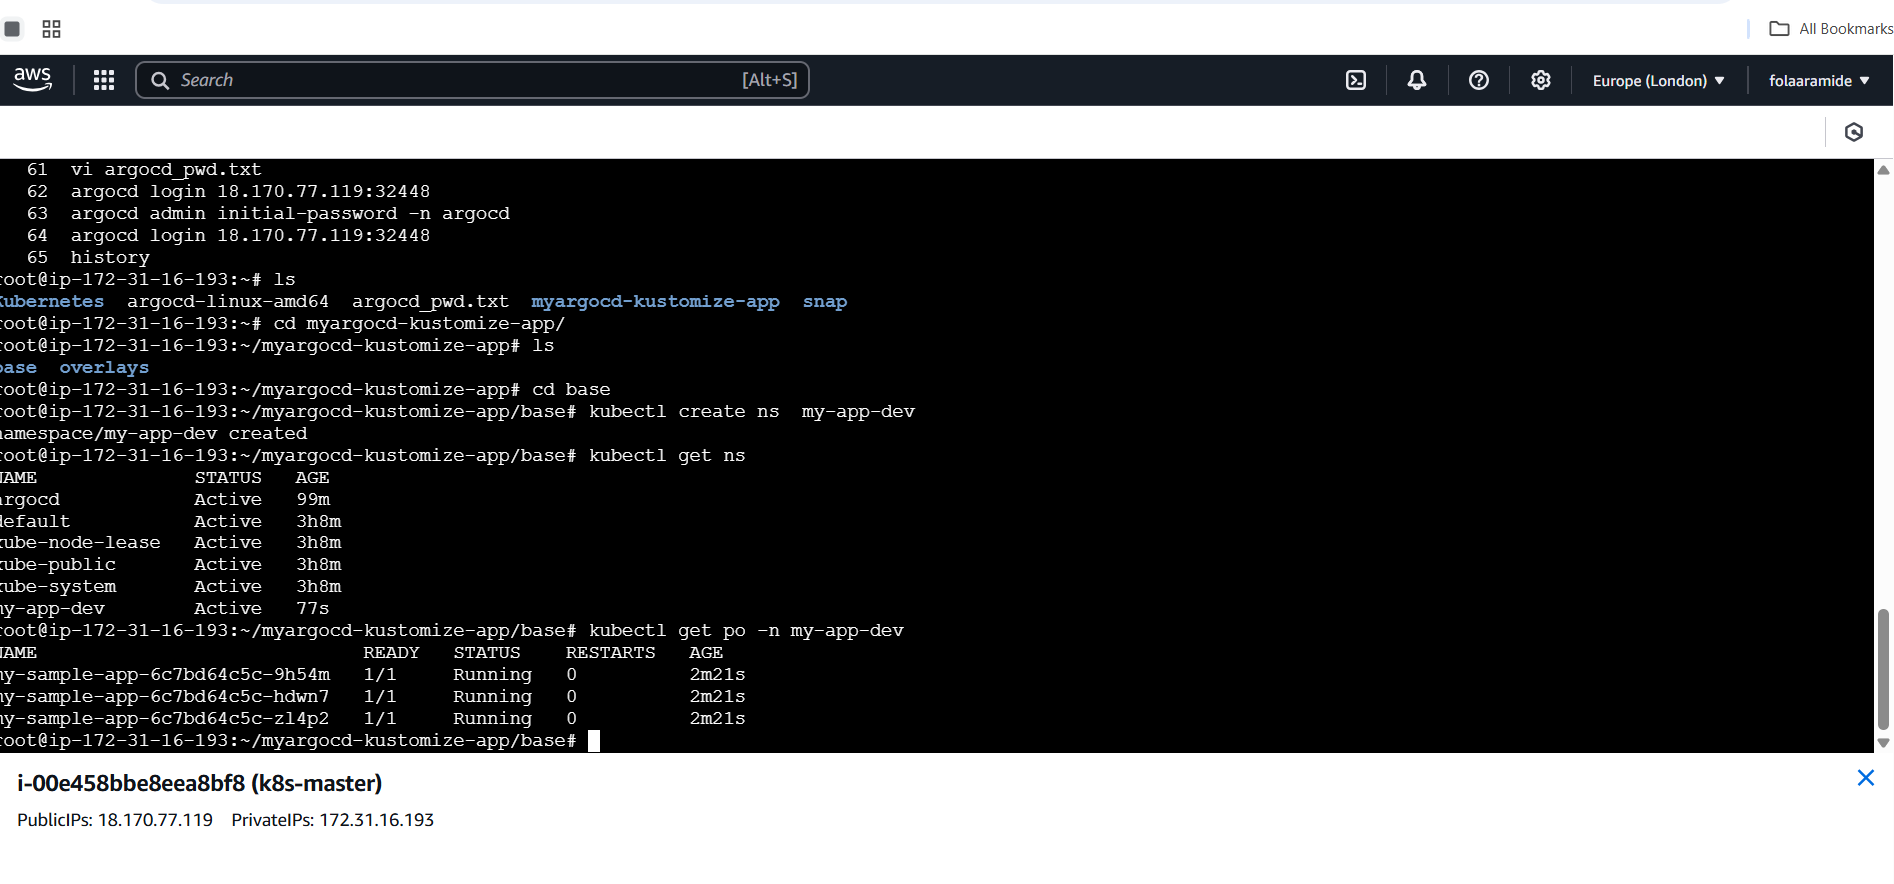 All Bookmarks
aws Search [Alt+S] Europe (London) folaaramide
61 vi argocd_pwd.txt
62 argocd login 18.170.77.119:32448
63 argocd admin initial-password -n argocd
64 argocd login 18.170.77.119:32448
65 history
root@ip-172-31-16-193:~# ls
Kubernetes argocd-linux-amd64 argocd_pwd.txt myargocd-kustomize-app snap
root@ip-172-31-16-193:~# cd myargocd-kustomize-app/
root@ip-172-31-16-193:~/myargocd-kustomize-app# ls
base overlays
root@ip-172-31-16-193:~/myargocd-kustomize-app# cd base
root@ip-172-31-16-193:~/myargocd-kustomize-app/base# kubectl create ns my-app-dev
namespace/my-app-dev created
root@ip-172-31-16-193:~/myargocd-kustomize-app/base# kubectl get ns
NAME STATUS AGE
argocd Active 99m
default Active 3h8m
kube-node-lease Active 3h8m
kube-public Active 3h8m
kube-system Active 3h8m
my-app-dev Active 77s
root@ip-172-31-16-193:~/myargocd-kustomize-app/base# kubectl get po -n my-app-dev
NAME READY STATUS RESTARTS AGE
my-sample-app-6c7bd64c5c-9h54m 1/1 Running 0 2m21s
my-sample-app-6c7bd64c5c-hdwn7 1/1 Running 0 2m21s
my-sample-app-6c7bd64c5c-zl4p2 1/1 Running 0 2m21s
root@ip-172-31-16-193:~/myargocd-kustomize-app/base#
i-00e458bbe8eea8bf8 (k8s-master)
PublicIPs: 18.170.77.119 PrivateIPs: 172.31.16.193